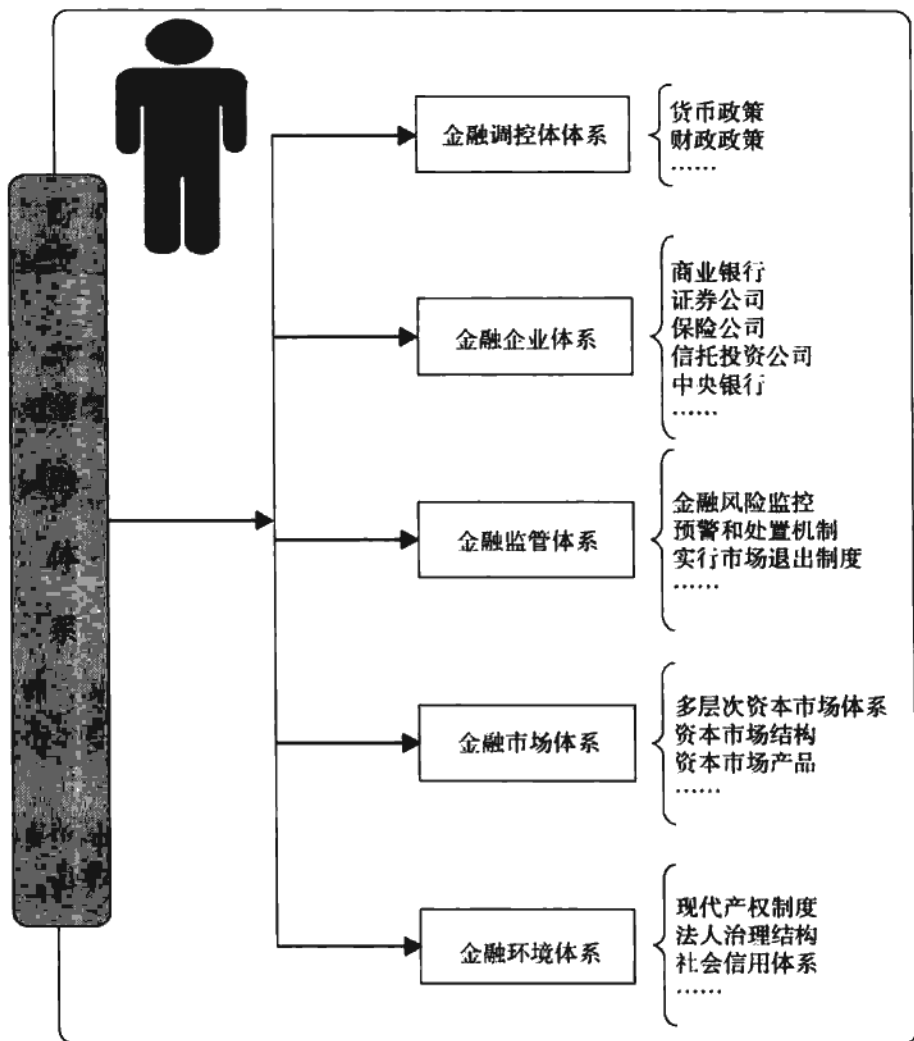 金融调控体体系
货币政策
财政政策
……
金融企业体系
商业银行
证券公司
保险公司
信托投资公司
中央银行
……
金融监管体系
金融风险监控
预警和处置机制
实行市场退出制度
……
金融市场体系
多层次资本市场体系
资本市场结构
资本市场产品
……
金融环境体系
现代产权制度
法人治理结构
社会信用体系
……
体
系